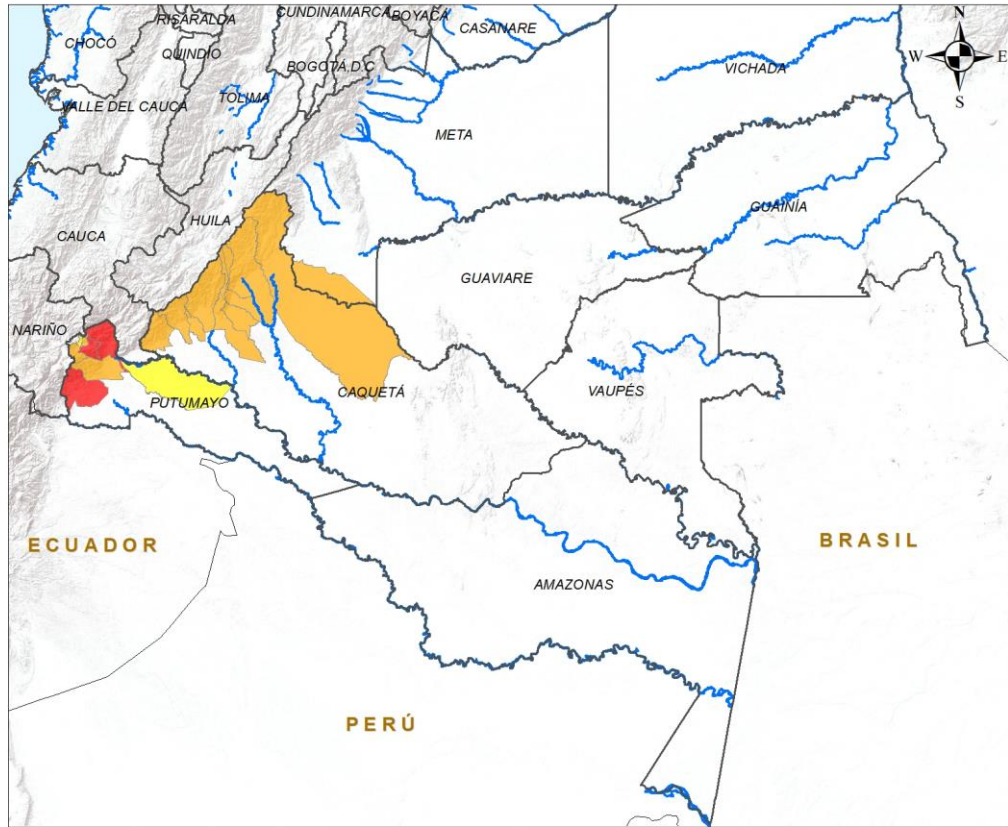 CUNDINAMARCA
BOYACÁ
RISARALDA
CASANARE
N
CHOCÓ
QUINDÍO
BOGOTÁ D.C
W
E
VICHADA
TOLIMA
VALLE DEL CAUCA
S
META
GUAINÍA
HUILA
CAUCA
GUAVIARE
NARIÑO
CAQUETÁ
VAUPÉS
PUTUMAYO
ECUADOR
BRASIL
AMAZONAS
PERÚ